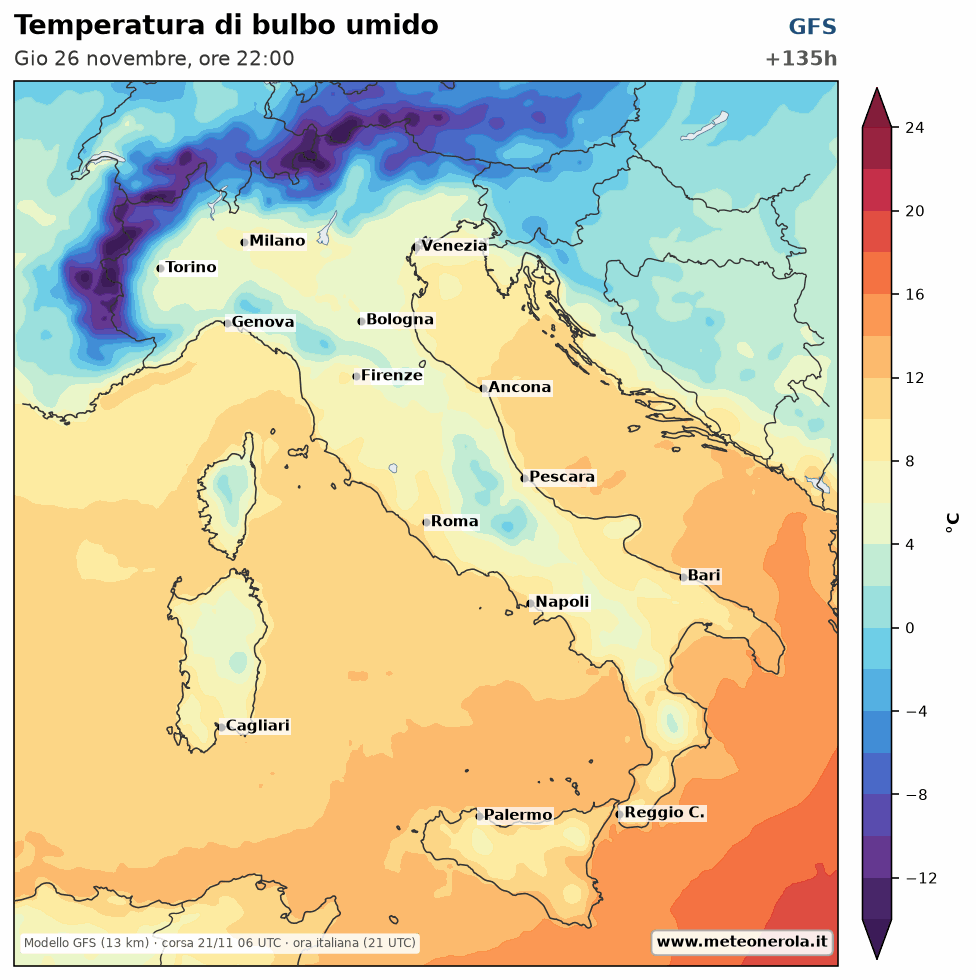 Temperatura di bulbo umido
GFS
Gio 26 novembre, ore 22:00
+135h
Milano
Venezia
Torino
Genova
Bologna
Firenze
Ancona
Pescara
Roma
Bari
Napoli
Cagliari
Palermo
Reggio C.
24
20
16
12
8
4
0
−4
−8
−12
°C
Modello GFS (13 km) · corsa 21/11 06 UTC · ora italiana (21 UTC)
www.meteonerola.it